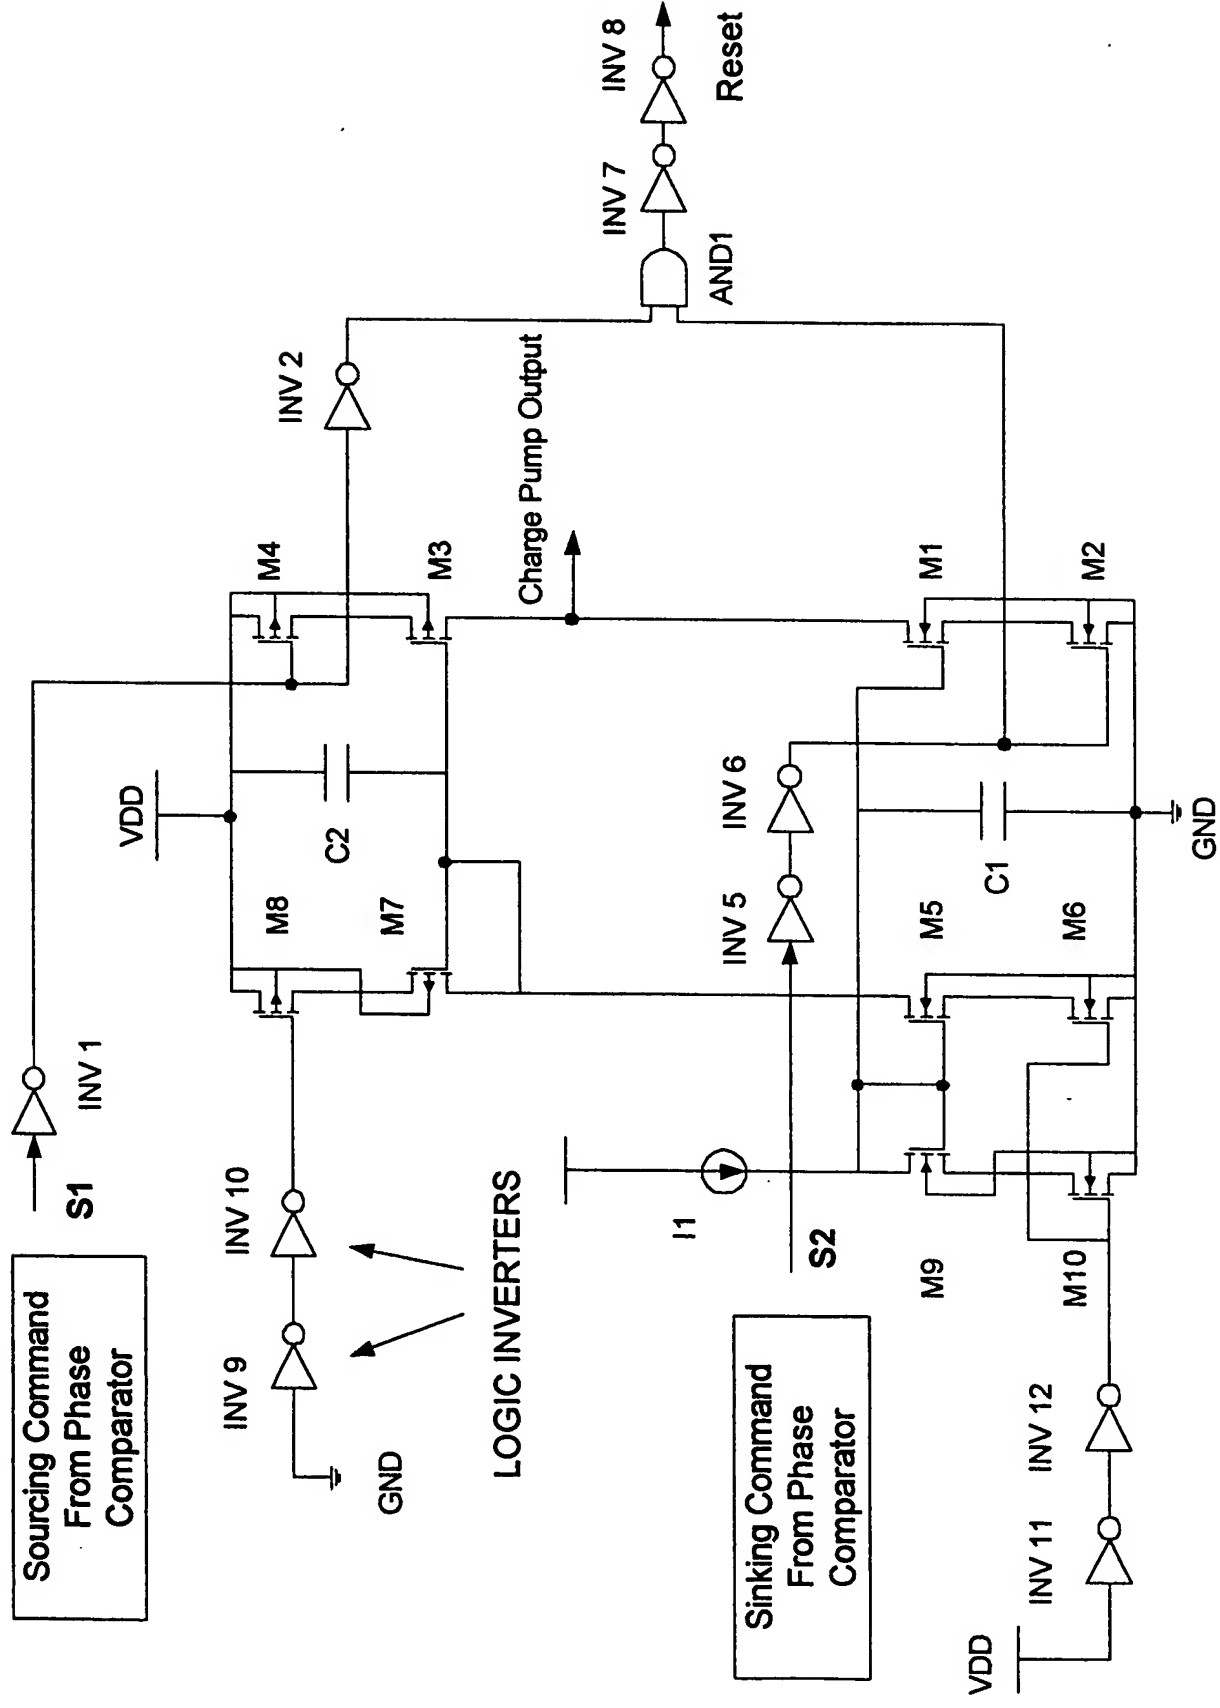 Sourcing Command
From Phase
Comparator
S1
INV 1
VDD
M4
INV 2
INV 7
INV 8
Reset
AND1
M8
C2
M7
M3
Charge Pump Output
INV 9
INV 10
GND
LOGIC INVERTERS
I1
S2
INV 5
INV 6
M9
M5
M1
Sinking Command
From Phase
Comparator
M10
M6
C1
M2
VDD
INV 11
INV 12
GND